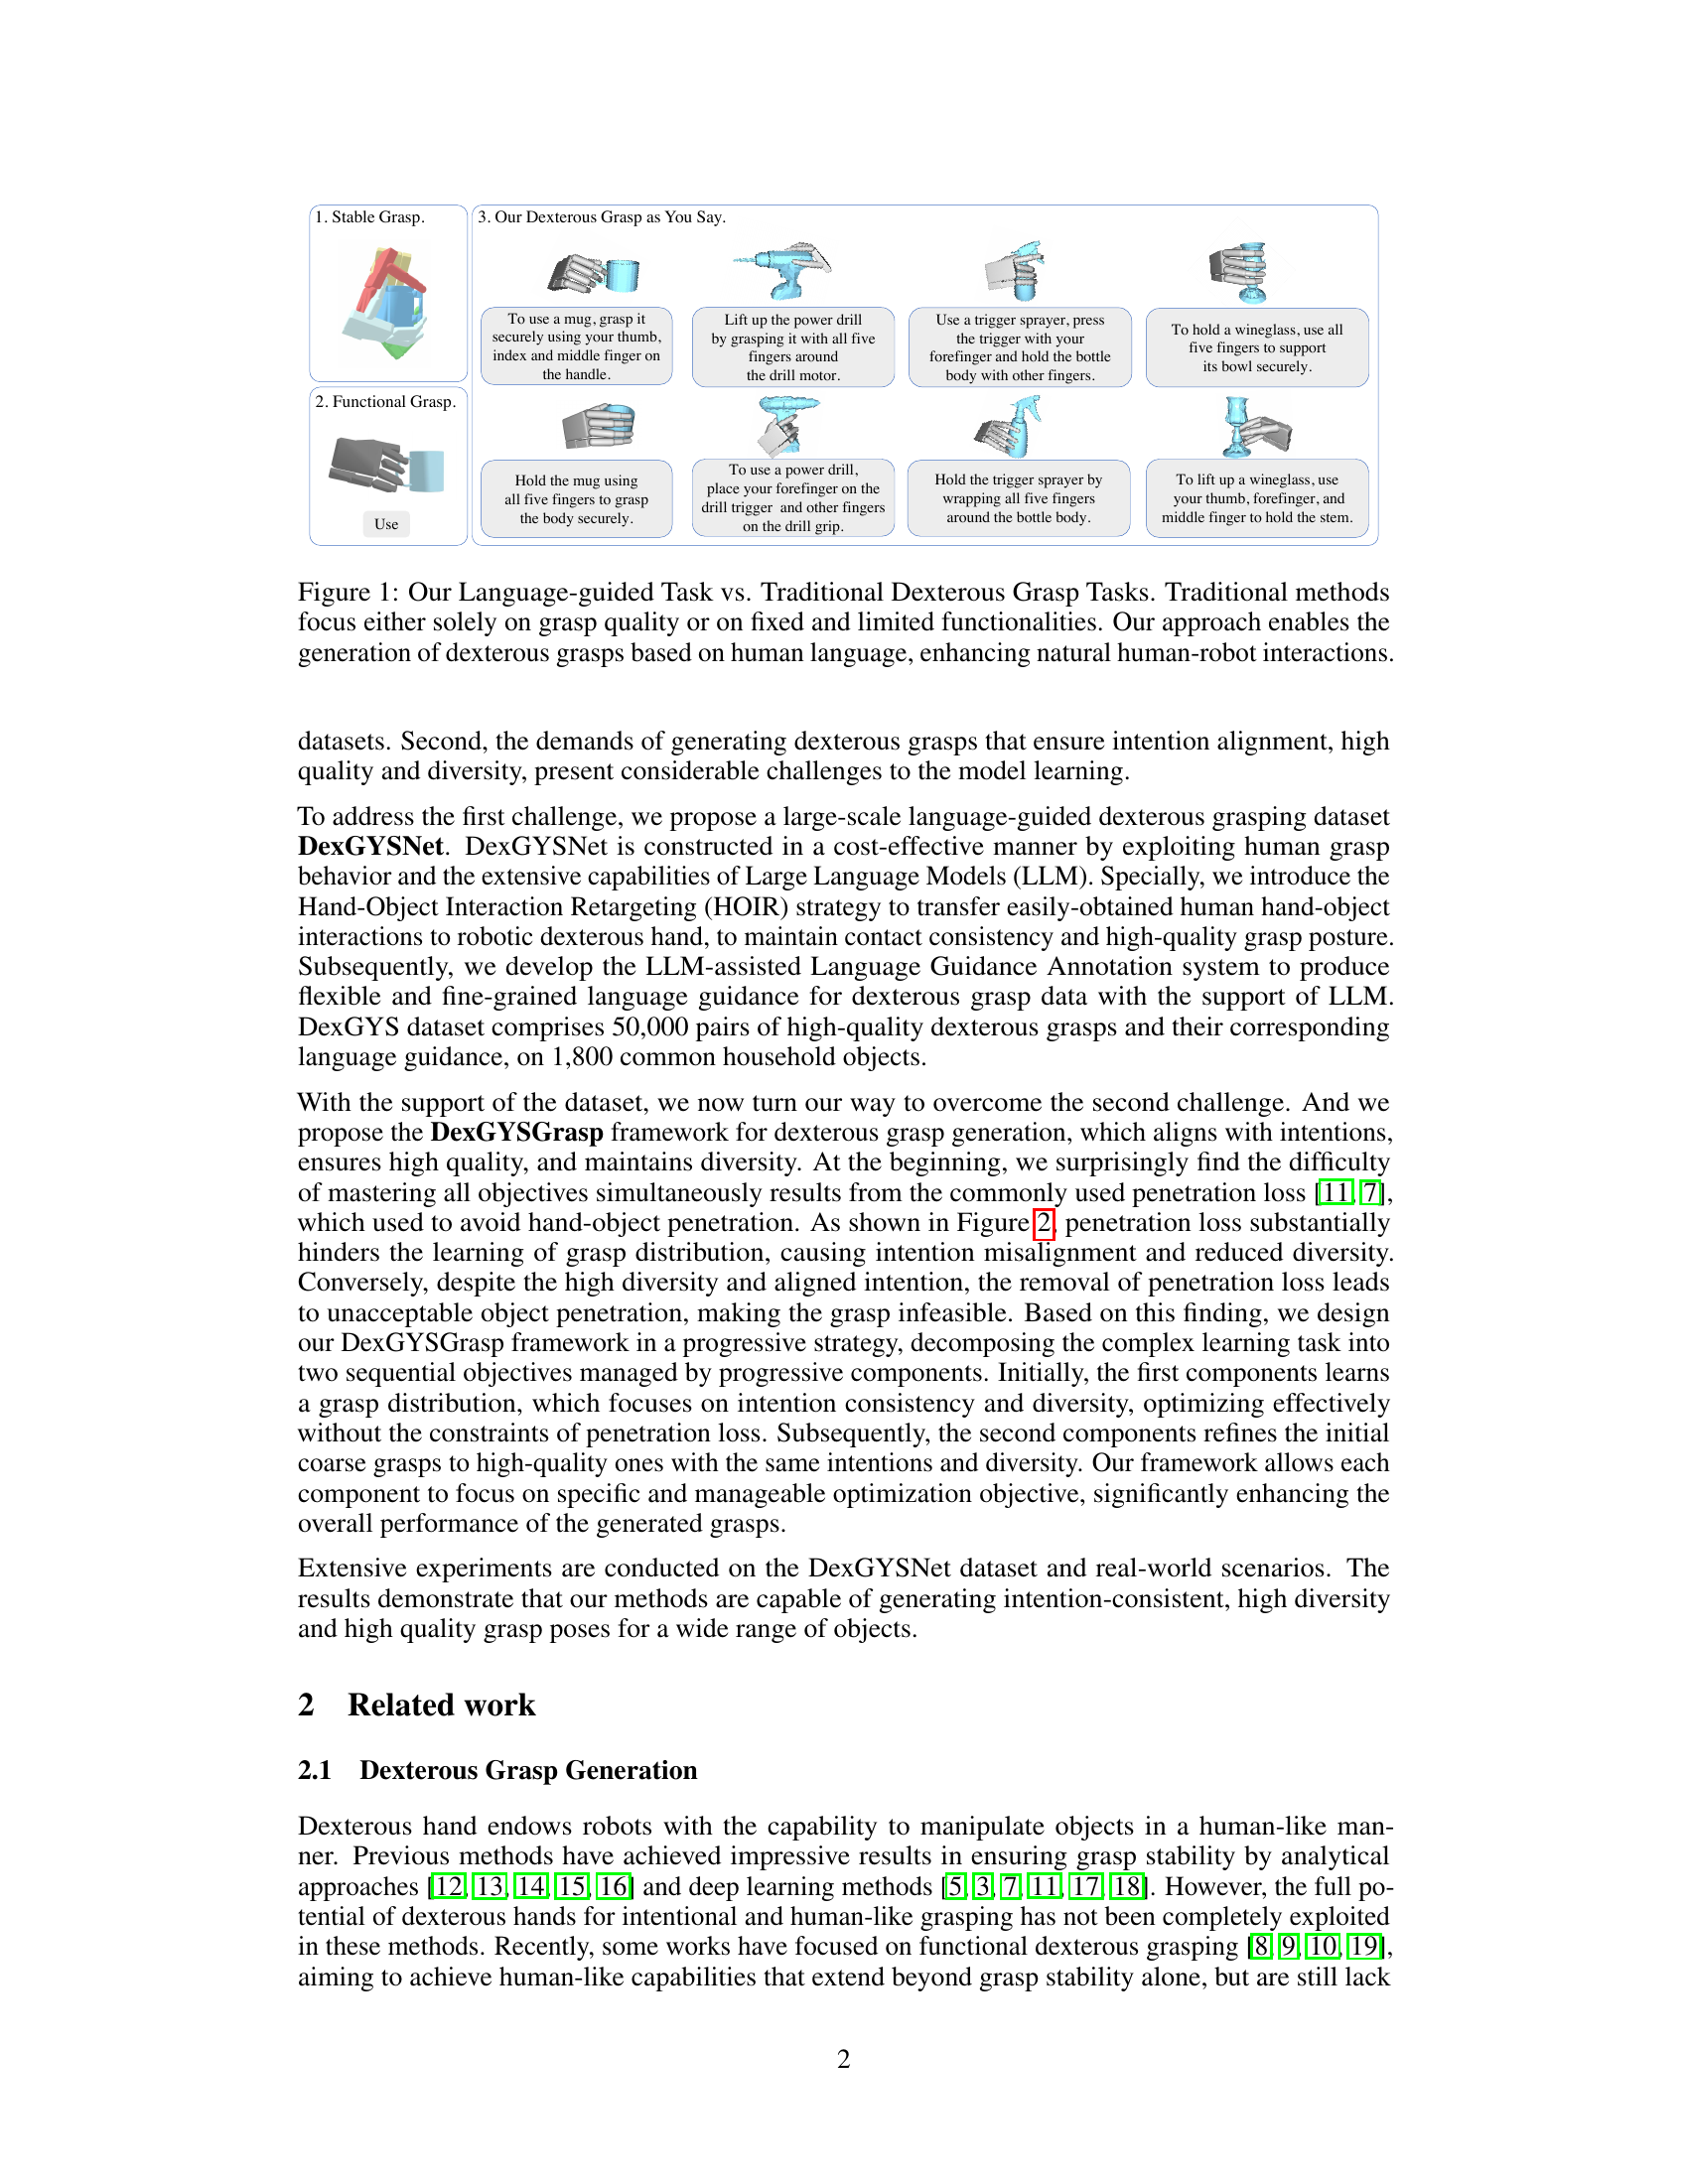 1. Stable Grasp.
3. Our Dexterous Grasp as You Say.
To use a mug, grasp it
securely using your thumb,
index and middle finger on
the handle.
Lift up the power drill
by grasping it with all five
fingers around
the drill motor.
Use a trigger sprayer, press
the trigger with your
forefinger and hold the bottle
body with other fingers.
To hold a wineglass, use all
five fingers to support
its bowl securely.
2. Functional Grasp.
Use
Hold the mug using
all five fingers to grasp
the body securely.
To use a power drill,
place your forefinger on the
drill trigger and other fingers
on the drill grip.
Hold the trigger sprayer by
wrapping all five fingers
around the bottle body.
To lift up a wineglass, use
your thumb, forefinger, and
middle finger to hold the stem.
Figure 1: Our Language-guided Task vs. Traditional Dexterous Grasp Tasks. Traditional methods
focus either solely on grasp quality or on fixed and limited functionalities. Our approach enables the
generation of dexterous grasps based on human language, enhancing natural human-robot interactions.
datasets. Second, the demands of generating dexterous grasps that ensure intention alignment, high
quality and diversity, present considerable challenges to the model learning.
To address the first challenge, we propose a large-scale language-guided dexterous grasping dataset
DexGYSNet. DexGYSNet is constructed in a cost-effective manner by exploiting human grasp
behavior and the extensive capabilities of Large Language Models (LLM). Specially, we introduce the
Hand-Object Interaction Retargeting (HOIR) strategy to transfer easily-obtained human hand-object
interactions to robotic dexterous hand, to maintain contact consistency and high-quality grasp posture.
Subsequently, we develop the LLM-assisted Language Guidance Annotation system to produce
flexible and fine-grained language guidance for dexterous grasp data with the support of LLM.
DexGYS dataset comprises 50,000 pairs of high-quality dexterous grasps and their corresponding
language guidance, on 1,800 common household objects.
With the support of the dataset, we now turn our way to overcome the second challenge. And we
propose the DexGYSGrasp framework for dexterous grasp generation, which aligns with intentions,
ensures high quality, and maintains diversity. At the beginning, we surprisingly find the difficulty
of mastering all objectives simultaneously results from the commonly used penetration loss [11, 7],
which used to avoid hand-object penetration. As shown in Figure 2, penetration loss substantially
hinders the learning of grasp distribution, causing intention misalignment and reduced diversity.
Conversely, despite the high diversity and aligned intention, the removal of penetration loss leads
to unacceptable object penetration, making the grasp infeasible. Based on this finding, we design
our DexGYSGrasp framework in a progressive strategy, decomposing the complex learning task into
two sequential objectives managed by progressive components. Initially, the first components learns
a grasp distribution, which focuses on intention consistency and diversity, optimizing effectively
without the constraints of penetration loss. Subsequently, the second components refines the initial
coarse grasps to high-quality ones with the same intentions and diversity. Our framework allows each
component to focus on specific and manageable optimization objective, significantly enhancing the
overall performance of the generated grasps.
Extensive experiments are conducted on the DexGYSNet dataset and real-world scenarios. The
results demonstrate that our methods are capable of generating intention-consistent, high diversity
and high quality grasp poses for a wide range of objects.
2 Related work
2.1 Dexterous Grasp Generation
Dexterous hand endows robots with the capability to manipulate objects in a human-like man-
ner. Previous methods have achieved impressive results in ensuring grasp stability by analytical
approaches [12, 13, 14, 15, 16] and deep learning methods [5, 3, 7, 11, 17, 18]. However, the full po-
tential of dexterous hands for intentional and human-like grasping has not been completely exploited
in these methods. Recently, some works have focused on functional dexterous grasping [8, 9, 10, 19],
aiming to achieve human-like capabilities that extend beyond grasp stability alone, but are still lack
2